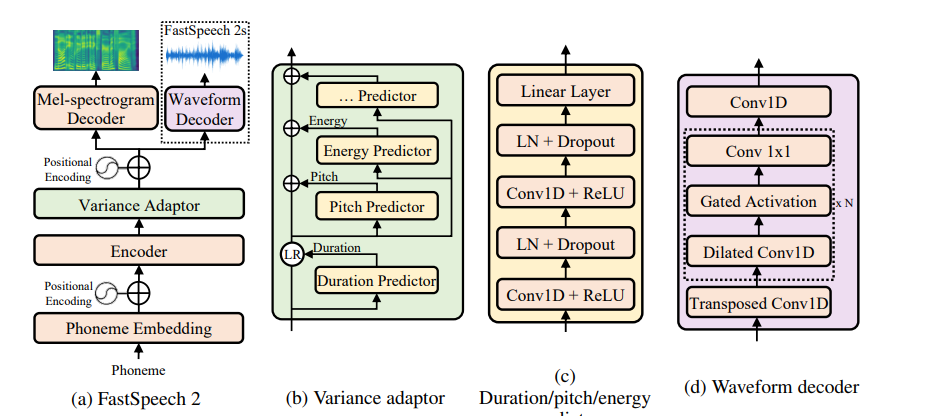 FastSpeech 2s
Mel-spectrogram
Decoder
Waveform
Decoder
Positional
Encoding
Variance Adaptor
Encoder
Positional
Encoding
Phoneme Embedding
Phoneme
(a) FastSpeech 2
… Predictor
Energy
Energy Predictor
Pitch
Pitch Predictor
LR
Duration
Duration Predictor
(b) Variance adaptor
Linear Layer
LN + Dropout
Conv1D + ReLU
LN + Dropout
Conv1D + ReLU
(c)
Duration/pitch/energy
Conv1D
Conv 1x1
Gated Activation
x N
Dilated Conv1D
Transposed Conv1D
(d) Waveform decoder